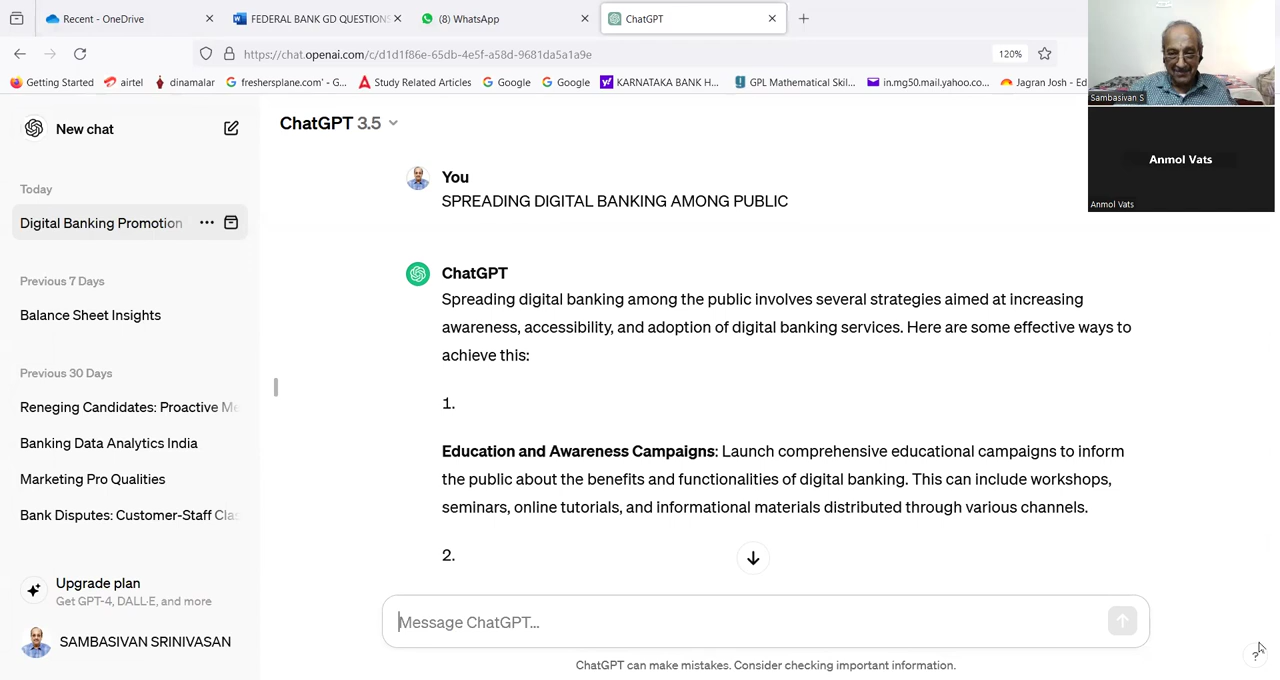 Recent - OneDrive
FEDERAL BANK GD QUESTIONS
(8) WhatsApp
ChatGPT
https://chat.openai.com/c/d1d1f86e-65db-4e5f-a58d-9681da5a1a9e
120%
Getting Started
airtel
dinamalar
freshersplane.com' - G...
Study Related Articles
Google
Google
KARNATAKA BANK H...
GPL Mathematical Skil...
in.mg50.mail.yahoo.c...
Jagran Josh - Ed
Sambasivan S
Anmol Vats
Anmol Vats
New chat
Today
Digital Banking Promotion
Previous 7 Days
Balance Sheet Insights
Previous 30 Days
Reneging Candidates: Proactive Me
Banking Data Analytics India
Marketing Pro Qualities
Bank Disputes: Customer-Staff Clas
Upgrade plan
Get GPT-4, DALL·E, and more
SAMBASIVAN SRINIVASAN
ChatGPT 3.5
You
SPREADING DIGITAL BANKING AMONG PUBLIC
ChatGPT
Spreading digital banking among the public involves several strategies aimed at increasing
awareness, accessibility, and adoption of digital banking services. Here are some effective ways to
achieve this:
1.
Education and Awareness Campaigns: Launch comprehensive educational campaigns to inform
the public about the benefits and functionalities of digital banking. This can include workshops,
seminars, online tutorials, and informational materials distributed through various channels.
2.
Message ChatGPT...
ChatGPT can make mistakes. Consider checking important information.
?